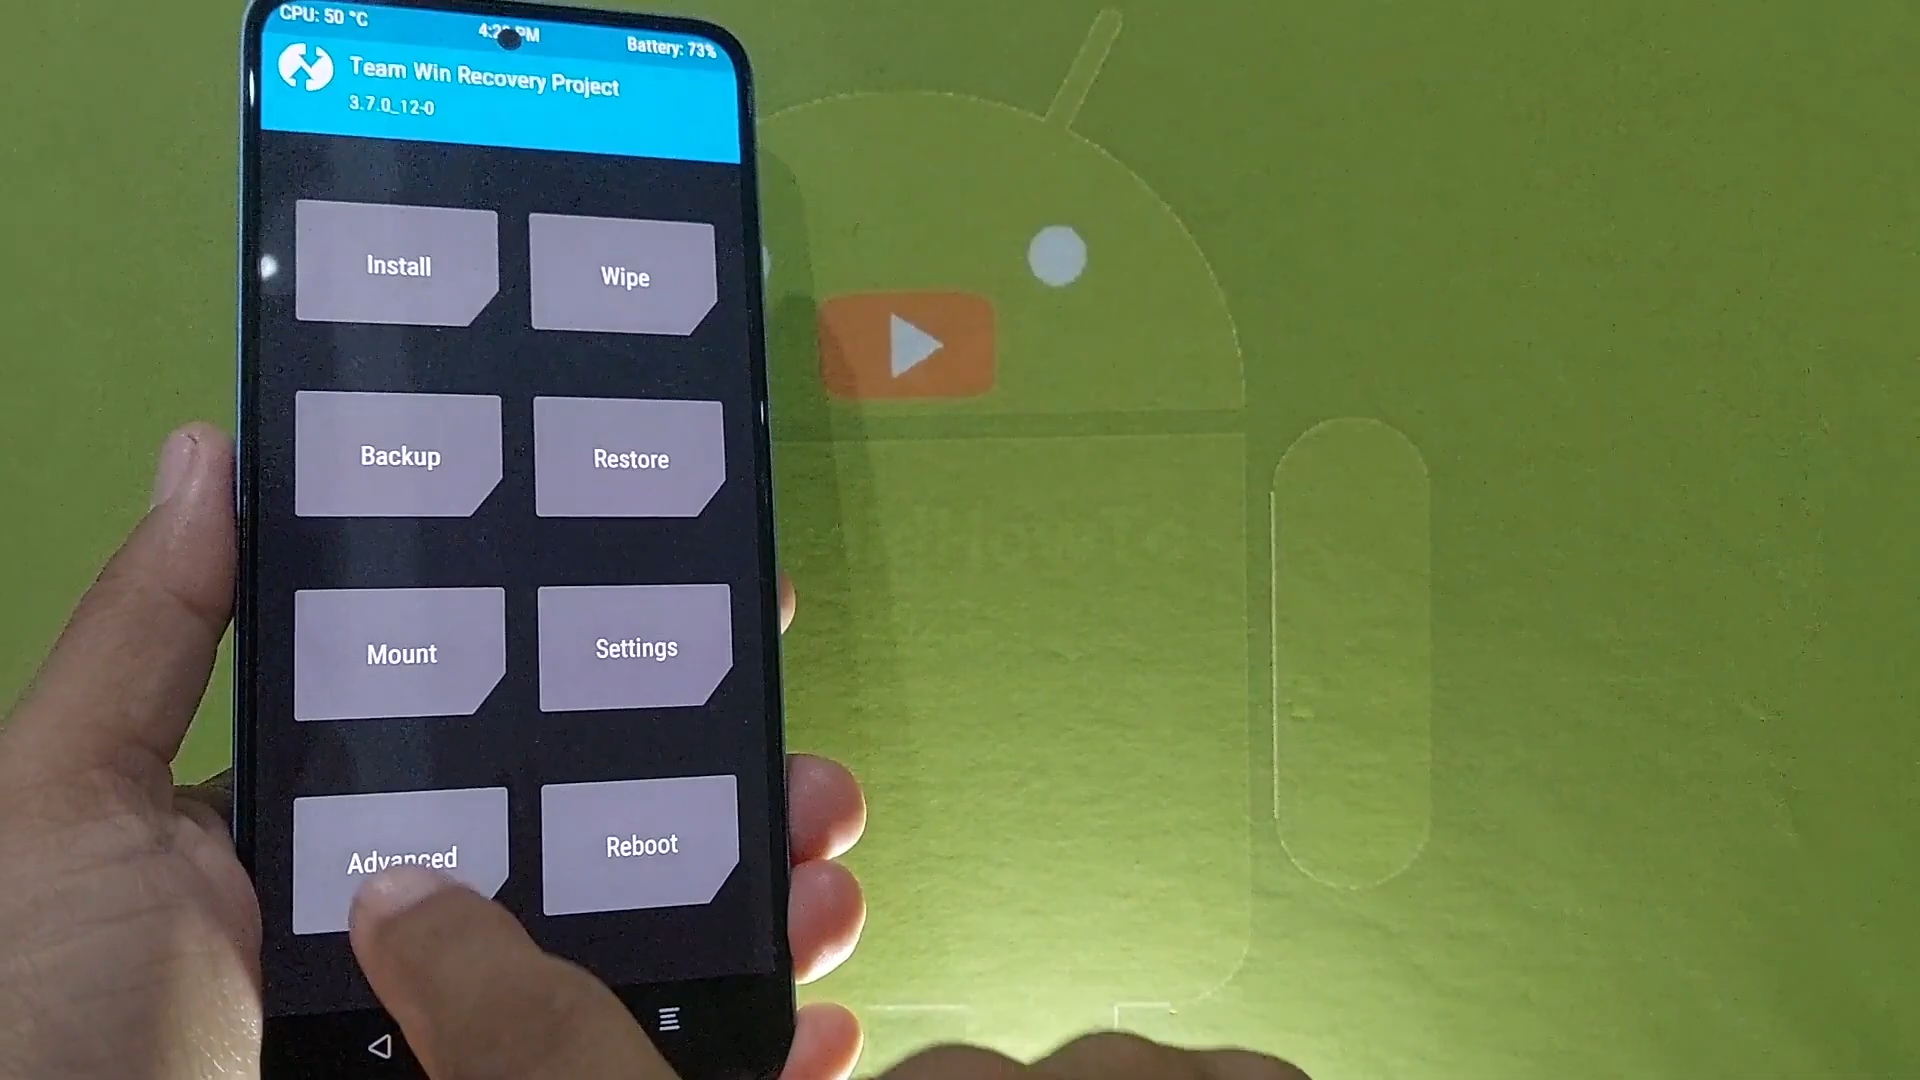 CPU: 50 °C
Battery: 73%
Team Win Recovery Project
3.7.0_12-0
Install
Wipe
Backup
Restore
Mount
Settings
Advanced
Reboot